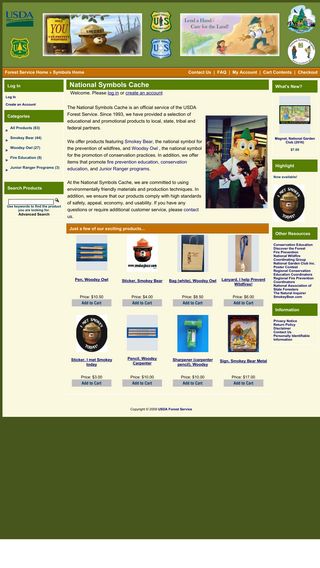 USDA
YOU
Lend a Hand &
Care for the Land!
Forest Service Home » Symbols Home
Contact Us | FAQ | My Account | Cart Contents | Checkout
Log In
Log In
Create an Account
Categories
All Products (83)
Smokey Bear (44)
Woodsy Owl (27)
Fire Education (9)
Junior Ranger Programs (3)
Search Products
Use keywords to find the product you are looking for.
Advanced Search
National Symbols Cache
Welcome. Please log in or create an account
The National Symbols Cache is an official service of the USDA
Forest Service. Since 1993, we have provided a selection of
educational and promotional products to local, state, tribal and
federal partners.
We offer products featuring Smokey Bear, the national symbol for
the prevention of wildfires, and Woodsy Owl , the national symbol
for the promotion of conservation practices. In addition, we offer
items that promote fire prevention education, conservation
education, and Junior Ranger programs.
At the National Symbols Cache, we are committed to using
environmentally friendly materials and production techniques. In
addition, we ensure that our products comply with high standards
of safety, appeal, economy, and usability. If you have any
questions or require additional customer service, please contact
us.
Just a few of our exciting products...
Pen, Woodsy Owl
Price: $10.50
Add to Cart
Sticker, Smokey Bear
Price: $4.00
Add to Cart
Bag (white), Woodsy Owl
Price: $8.50
Add to Cart
Lanyard, I help Prevent Wildfires!
Price: $6.00
Add to Cart
Sticker, I met Smokey today
Price: $3.00
Add to Cart
Pencil, Woodsy Carpenter
Price: $10.00
Add to Cart
Sharpener (carpenter pencil), Woodsy
Price: $10.00
Add to Cart
Sign, Smokey Bear Metal
Price: $17.00
Add to Cart
What's New?
Magnet, National Garden Club (2016)
$7.00
Highlight
Now available!
Other Resources
Conservation Education
Discover the Forest
Fire Prevention
National Wildfire
Coordinating Group
National Garden Club Inc.
Poster Contest
Regional Conservation
Education Coordinators
Regional Fire Prevention
Coordinators
National Association of
State Foresters
The Natural Inquirer
SmokeyBear.com
Information
Privacy Notice
Return Policy
Disclaimer
Contact Us
Personally Identifiable
Information
Copyright © 2009 USDA Forest Service